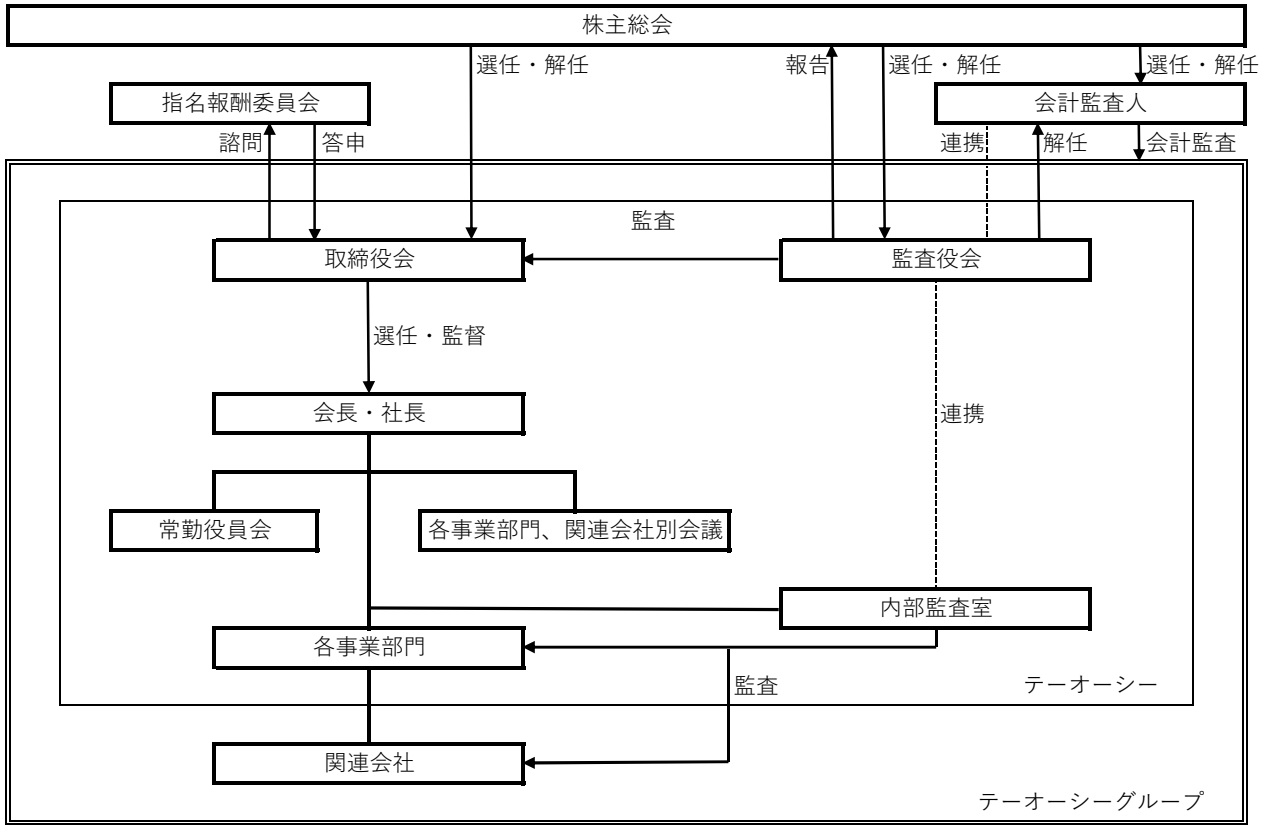 株主総会
選任・解任
報告
選任・解任
選任・解任
指名報酬委員会
会計監査人
諮問
答申
連携
解任
会計監査
監査
取締役会
監査役会
選任・監督
会長・社長
連携
常勤役員会
各事業部門、関連会社別会議
内部監査室
各事業部門
監査
テーオーシー
関連会社
テーオーシーグループ